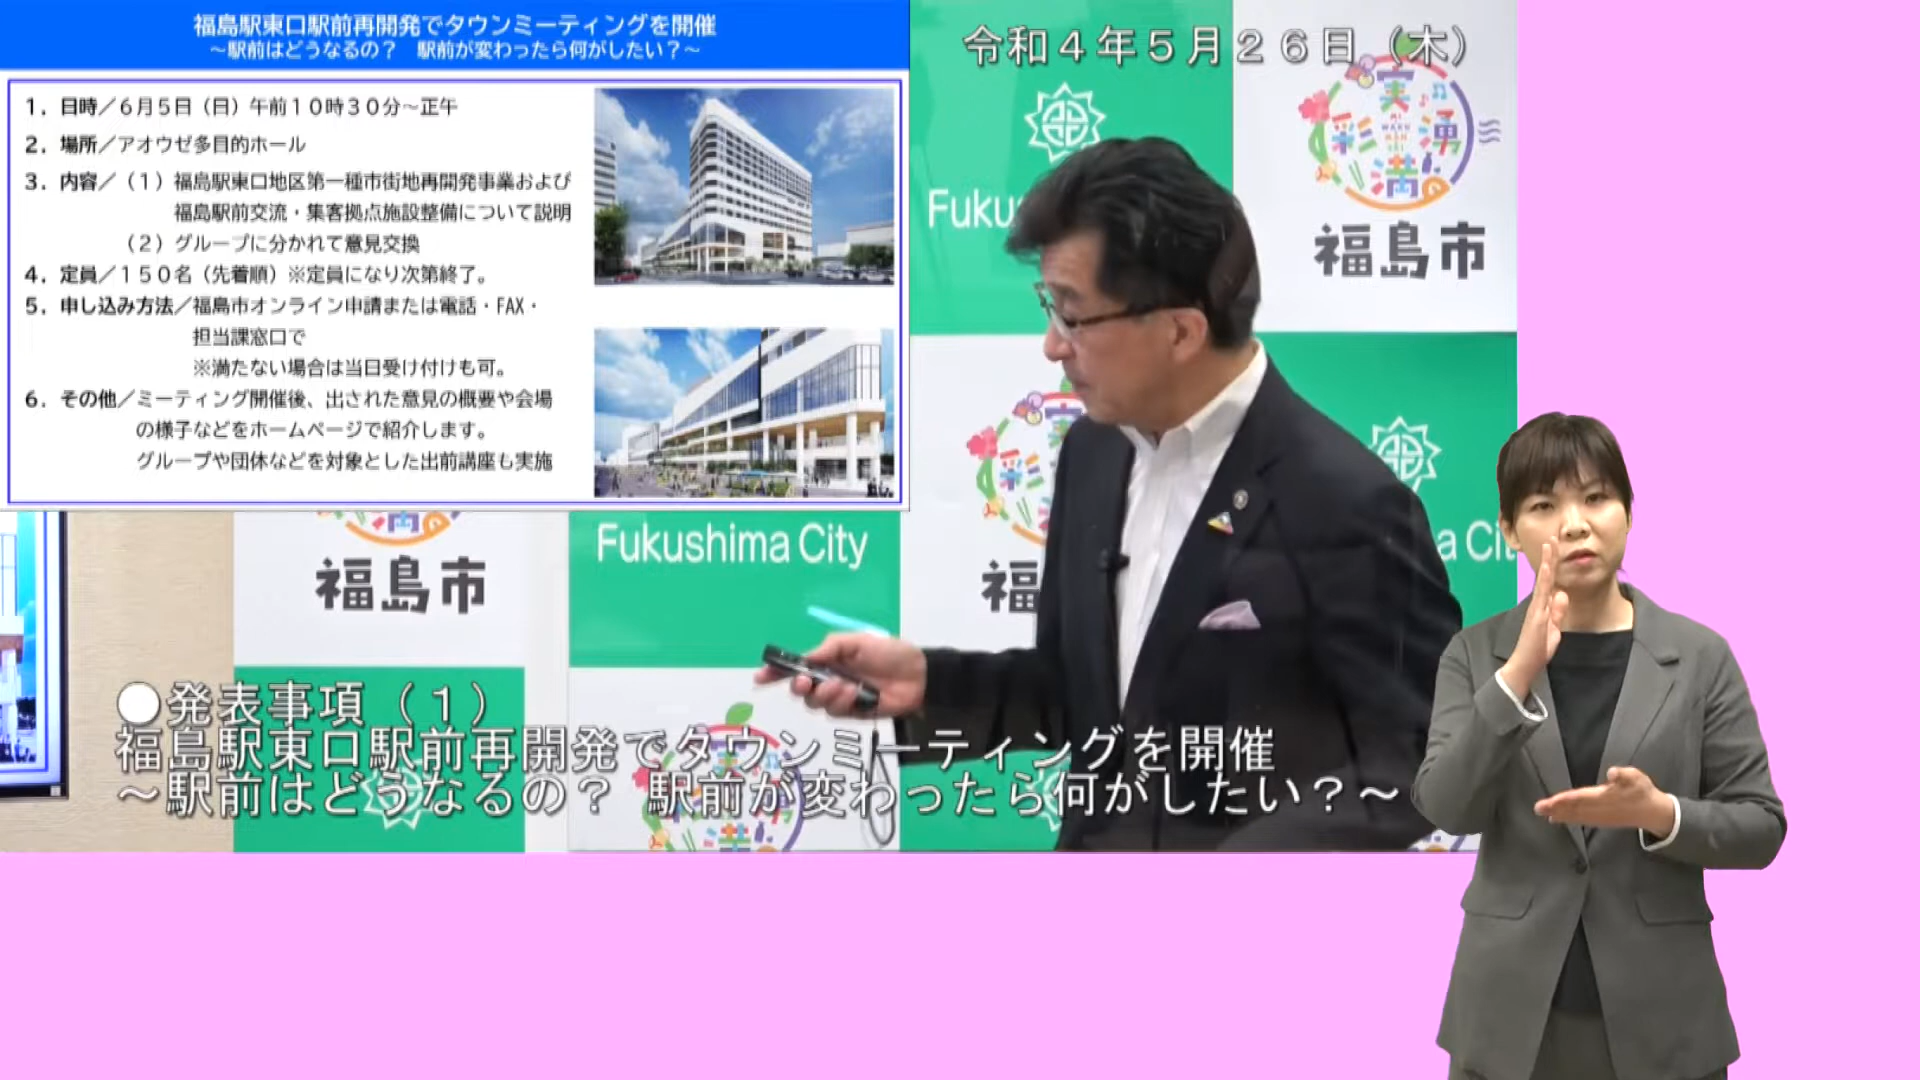 福島駅東口駅前再開発でタウンミーティングを開催
～駅前はどうなるの？　駅前が変わったら何がしたい？～
1．日時／６月５日（日）午前１０時３０分～正午
2．場所／アオウゼ多目的ホール
3．内容／（１）福島駅東口地区第一種市街地再開発事業および
福島駅前交流・集客拠点施設整備について説明
（２）グループに分かれて意見交換
4．定員／１５０名（先着順）※定員になり次第終了。
5．申し込み方法／福島市オンライン申請または電話・FAX・
担当課窓口で
※満たない場合は当日受け付けも可。
6．その他／ミーティング開催後、出された意見の概要や会場
の様子などをホームページで紹介します。
グループや団体などを対象とした出前講座も実施
令和４年５月２６日（木）
Fuku
実
湧
満
彩
福島市
実
彩
福
a Cit
福島市
Fukushima City
●発表事項（１）
福島駅東口駅前再開発でタウンミーティングを開催
～駅前はどうなるの？ 駅前が変わったら何がしたい？～